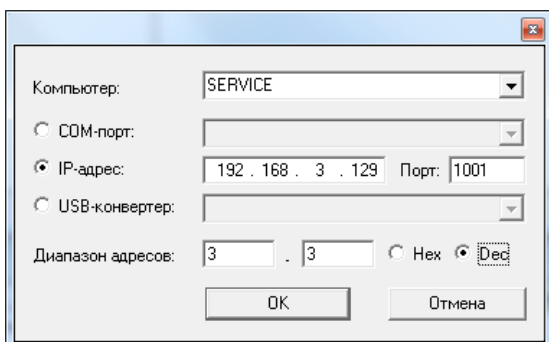 Компьютер: SERVICE
COM-порт:
IP-адрес: 192 . 168 . 3 . 129 Порт: 1001
USB-конвертер:
Диапазон адресов: 3 . 3 Hex Dec
OK Отмена